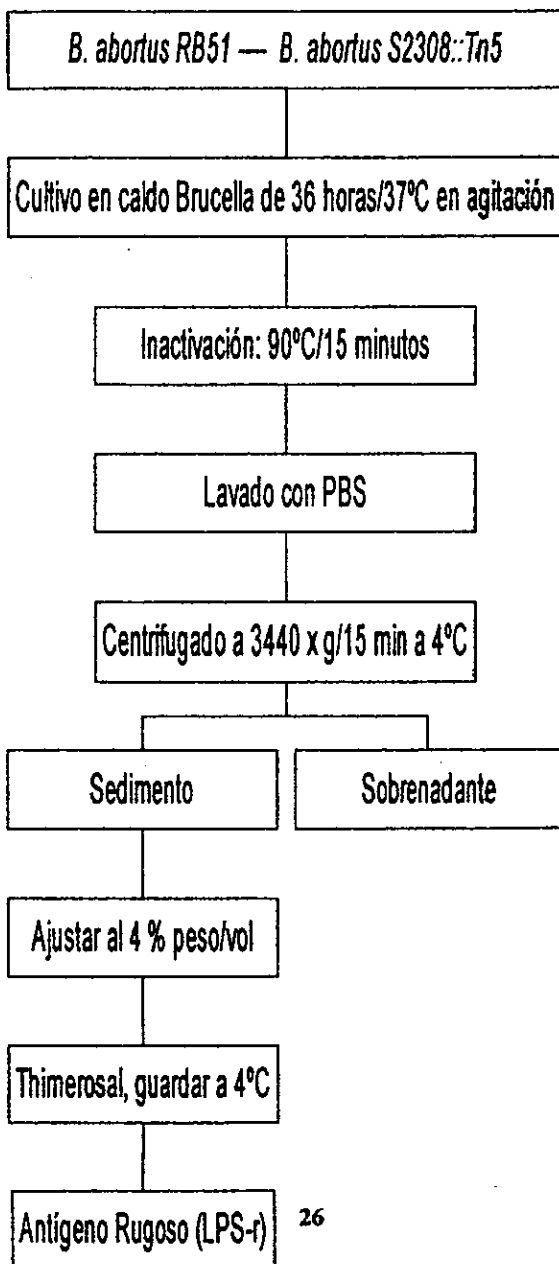 B. abortus RB51 — B. abortus S2308::Tn5
Cultivo en caldo Brucella de 36 horas/37ºC en agitación
Inactivación: 90ºC/15 minutos
Lavado con PBS
Centrifugado a 3440 x g/15 min a 4ºC
Sedimento
Sobrenadante
Ajustar al 4 % peso/vol
Thimerosal, guardar a 4ºC
Antígeno Rugoso (LPS-r)
26